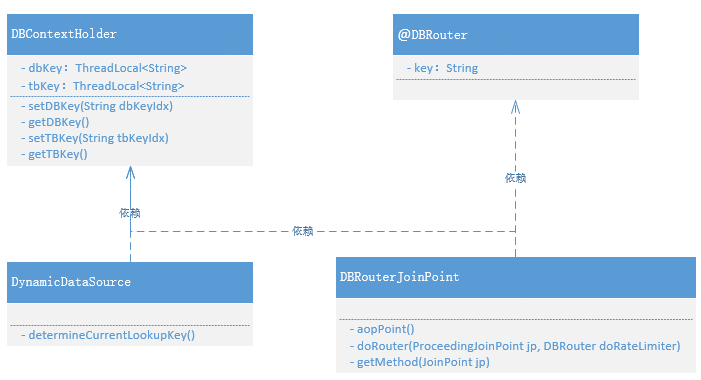 DBContextHolder
- dbKey：ThreadLocal<String>
- tbKey：ThreadLocal<String>
- setDBKey(String dbKeyIdx)
- getDBKey()
- setTBKey(String tbKeyIdx)
- getTBKey()
@DBRouter
- key：String
依赖
依赖
依赖
DynamicDataSource
- determineCurrentLookupKey()
DBRouterJoinPoint
- aopPoint()
- doRouter(ProceedingJoinPoint jp, DBRouter doRateLimiter)
- getMethod(JoinPoint jp)